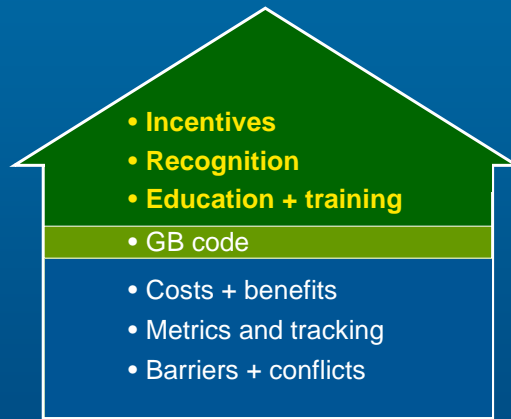 • Incentives
• Recognition
• Education + training
• GB code
• Costs + benefits
• Metrics and tracking
• Barriers + conflicts